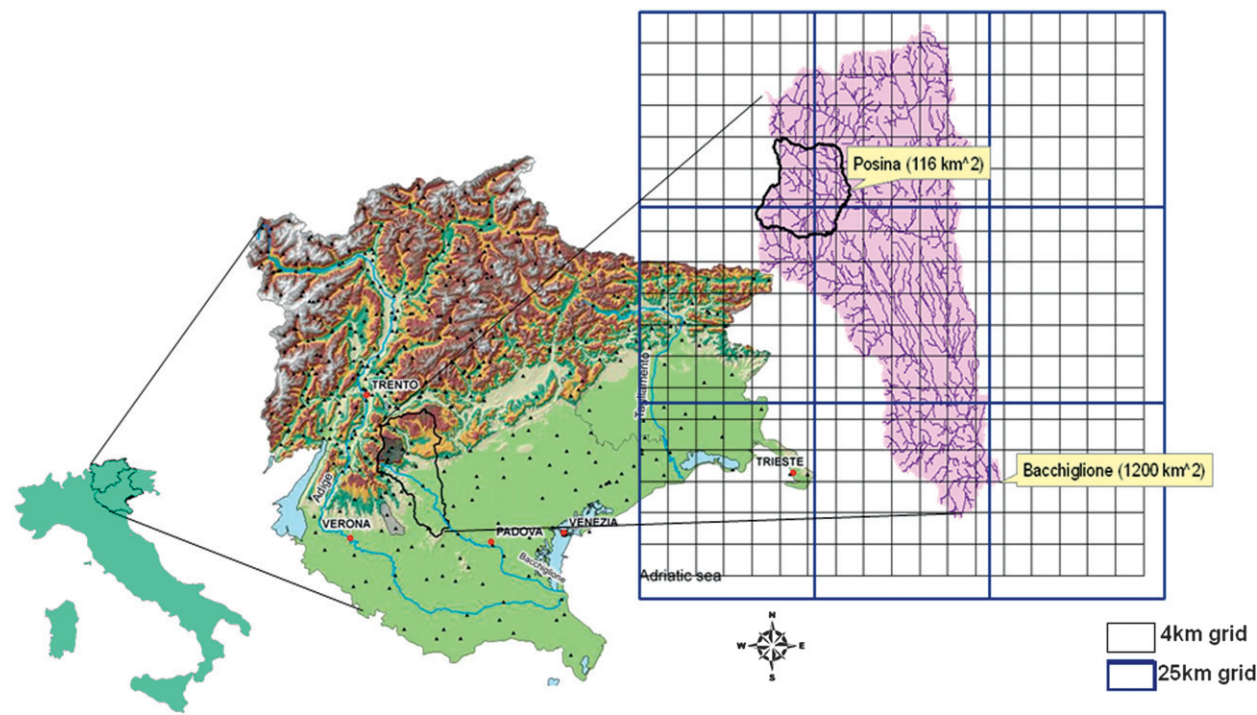 Posina (116 km^2)
Tagliamento
TRENTO
TRIESTE
Bacchiglione (1200 km^2)
Adige
VERONA
PADOVA
VENEZIA
Bacchiglione
Adriatic sea
N
W
E
S
4km grid
25km grid